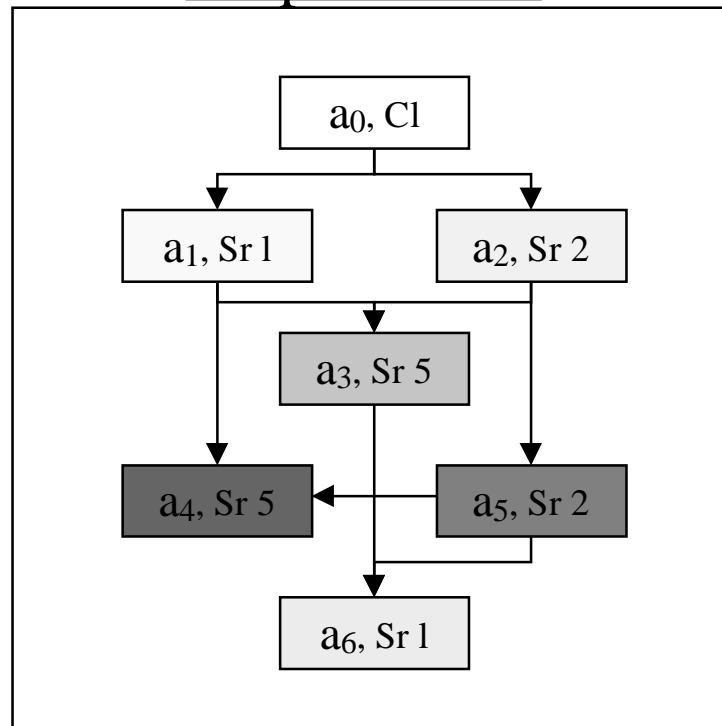 a0, Cl
a1, Sr 1
a2, Sr 2
a3, Sr 5
a4, Sr 5
a5, Sr 2
a6, Sr 1